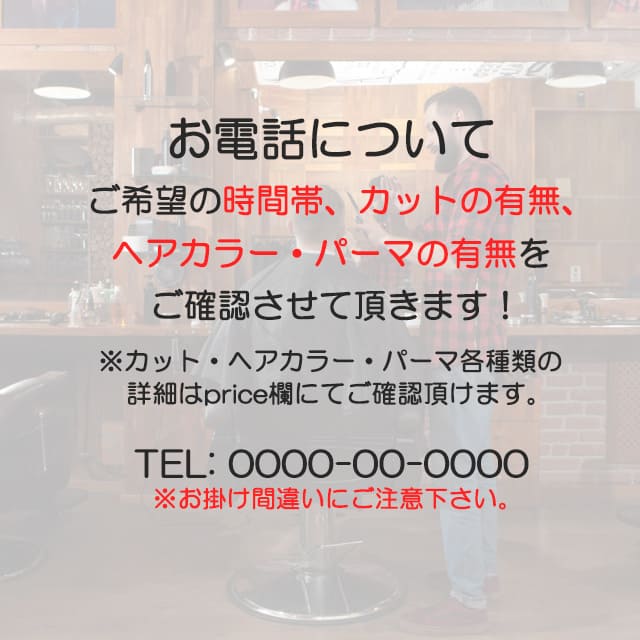 お電話について
ご希望の時間帯、カットの有無、
ヘアカラー・パーマの有無を
ご確認させて頂きます！
※カット・ヘアカラー・パーマ各種類の
詳細はprice欄にてご確認頂けます。
TEL: 0000-00-0000
※お掛け間違いにご注意下さい。